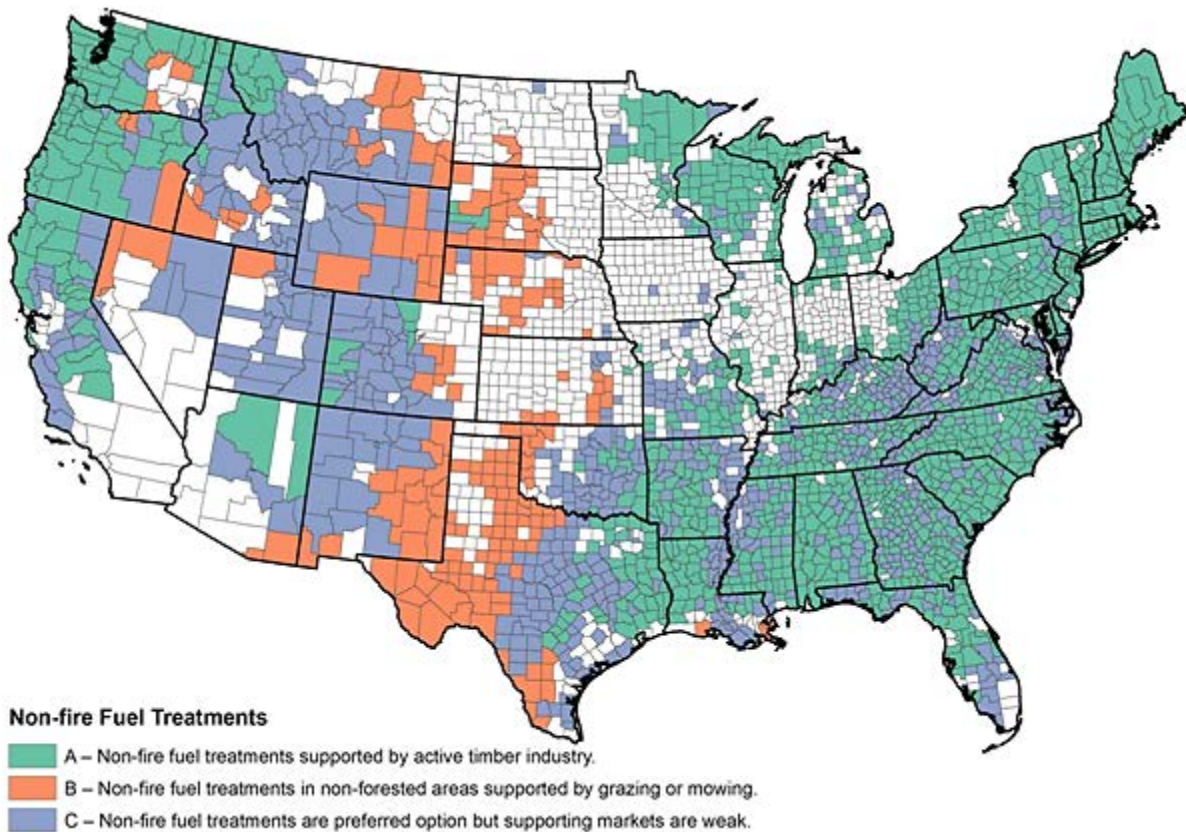 Non-fire Fuel Treatments
A – Non-fire fuel treatments supported by active timber industry.
B – Non-fire fuel treatments in non-forested areas supported by grazing or mowing.
C – Non-fire fuel treatments are preferred option but supporting markets are weak.